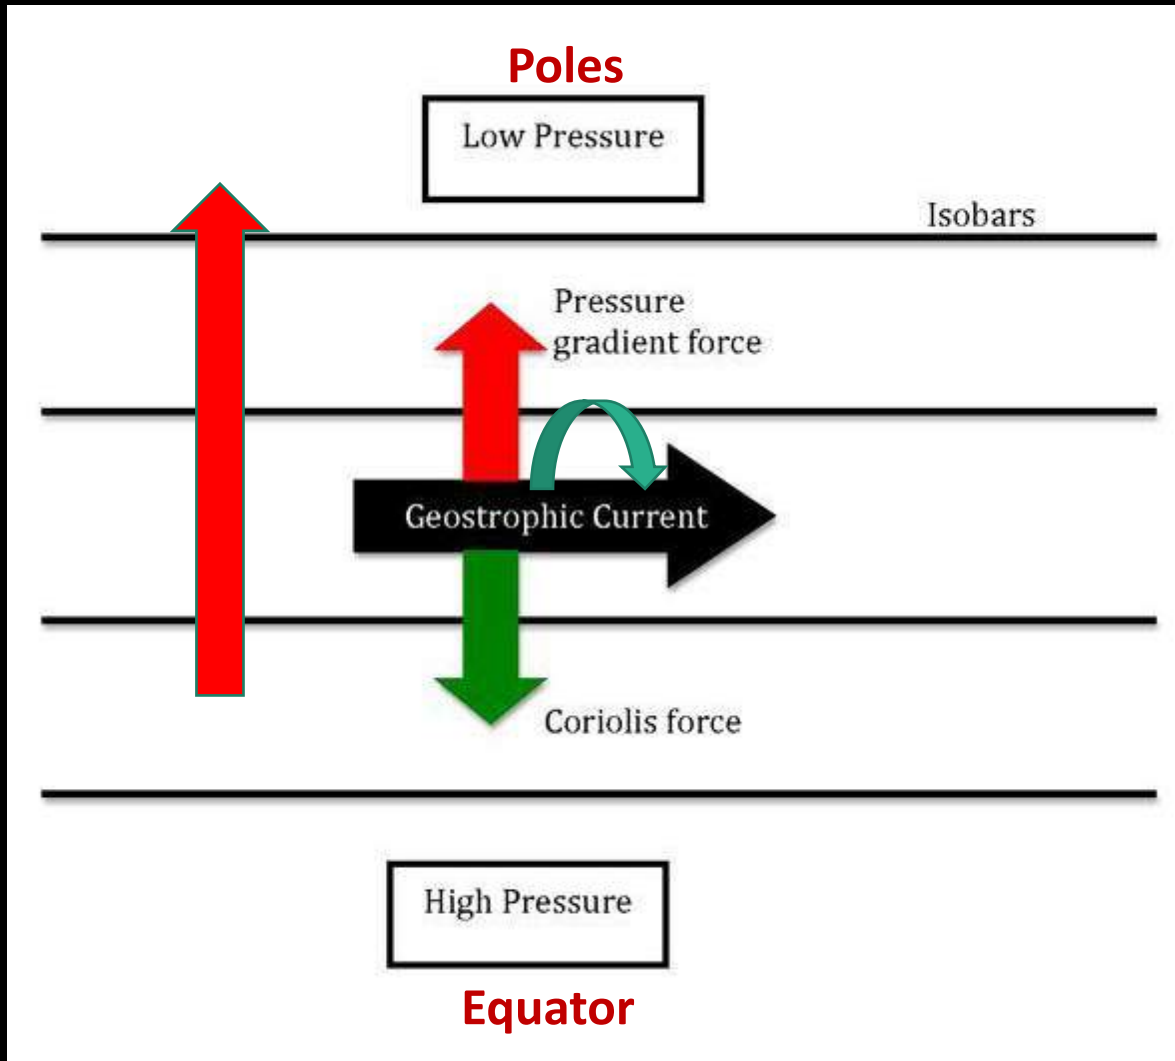 Poles
Low Pressure
Isobars
Pressure
gradient force
Geostrophic Current
Coriolis force
High Pressure
Equator